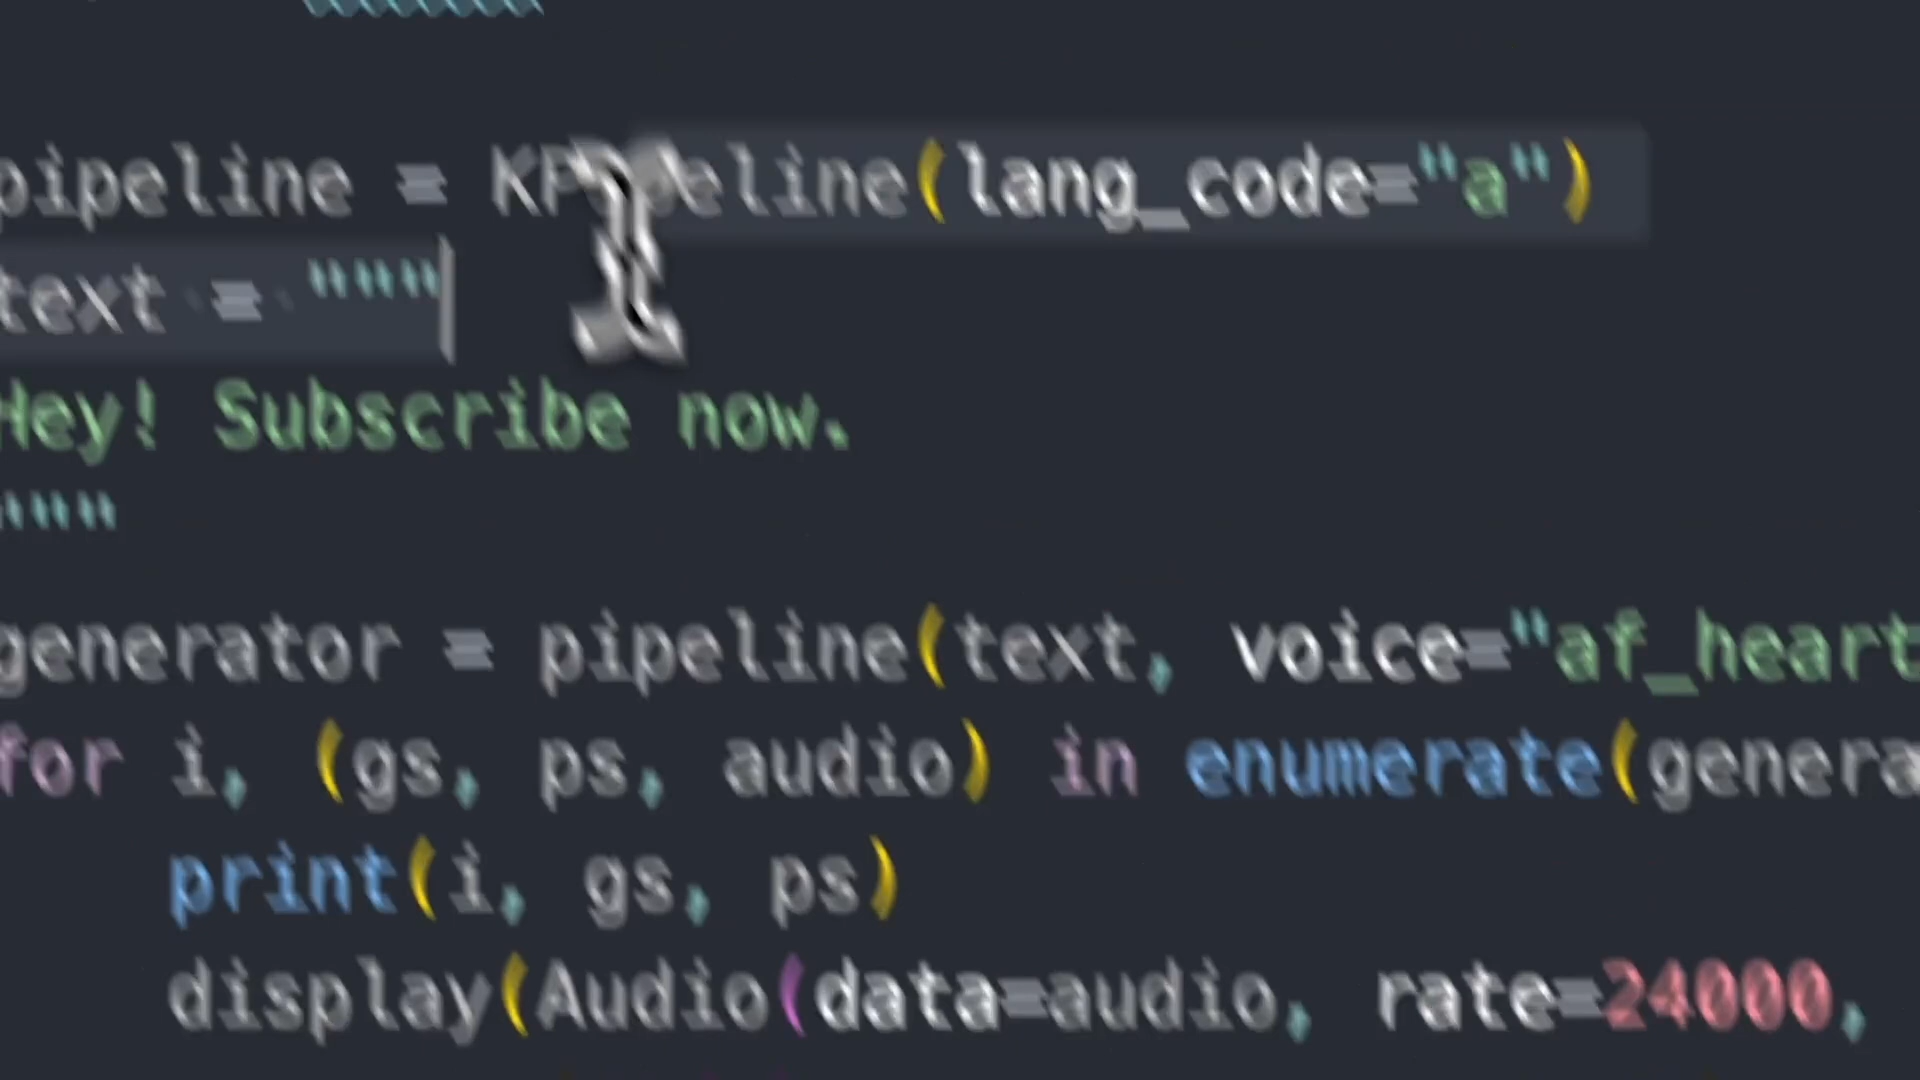 pipeline = KPipeline(lang_code="a")
text = """
Hey! Subscribe now.
"""
generator = pipeline(text, voice="af_heart
for i, (gs, ps, audio) in enumerate(genera
print(i, gs, ps)
display(Audio(data=audio, rate=24000,